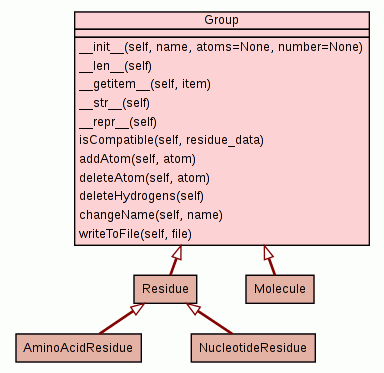 Group
__init__(self, name, atoms=None, number=None)
__len__(self)
__getitem__(self, item)
__str__(self)
__repr__(self)
isCompatible(self, residue_data)
addAtom(self, atom)
deleteAtom(self, atom)
deleteHydrogens(self)
changeName(self, name)
writeToFile(self, file)
Residue
Molecule
AminoAcidResidue
NucleotideResidue